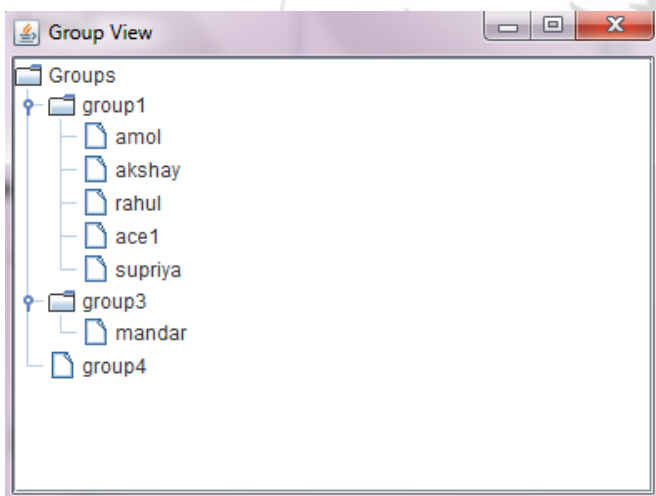 Group View
Groups
group1
amol
akshay
rahul
ace1
supriya
group3
mandar
group4